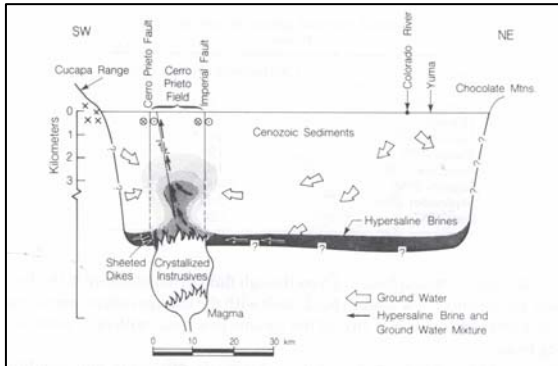 SW
NE
Cucapa Range
Cerro Prieto Fault
Cerro
Prieto
Field
Imperial Fault
Colorado River
Yuma
Chocolate Mtns.
Kilometers
0
1
2
3
Cenozoic Sediments
?
?
?
?
?
?
?
?
Hypersaline Brines
?
?
?
?
Sheeted
Dikes
Crystallized
Instrusives
Magma
Ground Water
Hypersaline Brine and
Ground Water Mixture
0 10 20 30
km